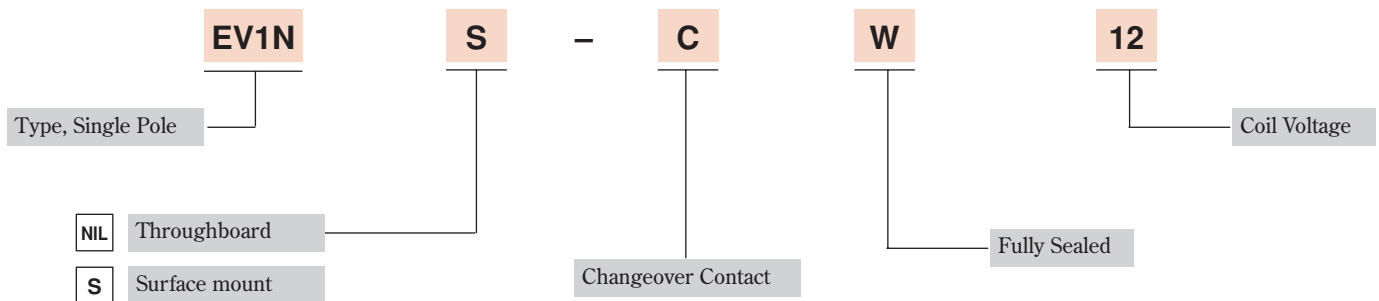 EV1N S – C W 12
Type, Single Pole
Coil Voltage
NIL Throughboard
Fully Sealed
S Surface mount
Changeover Contact